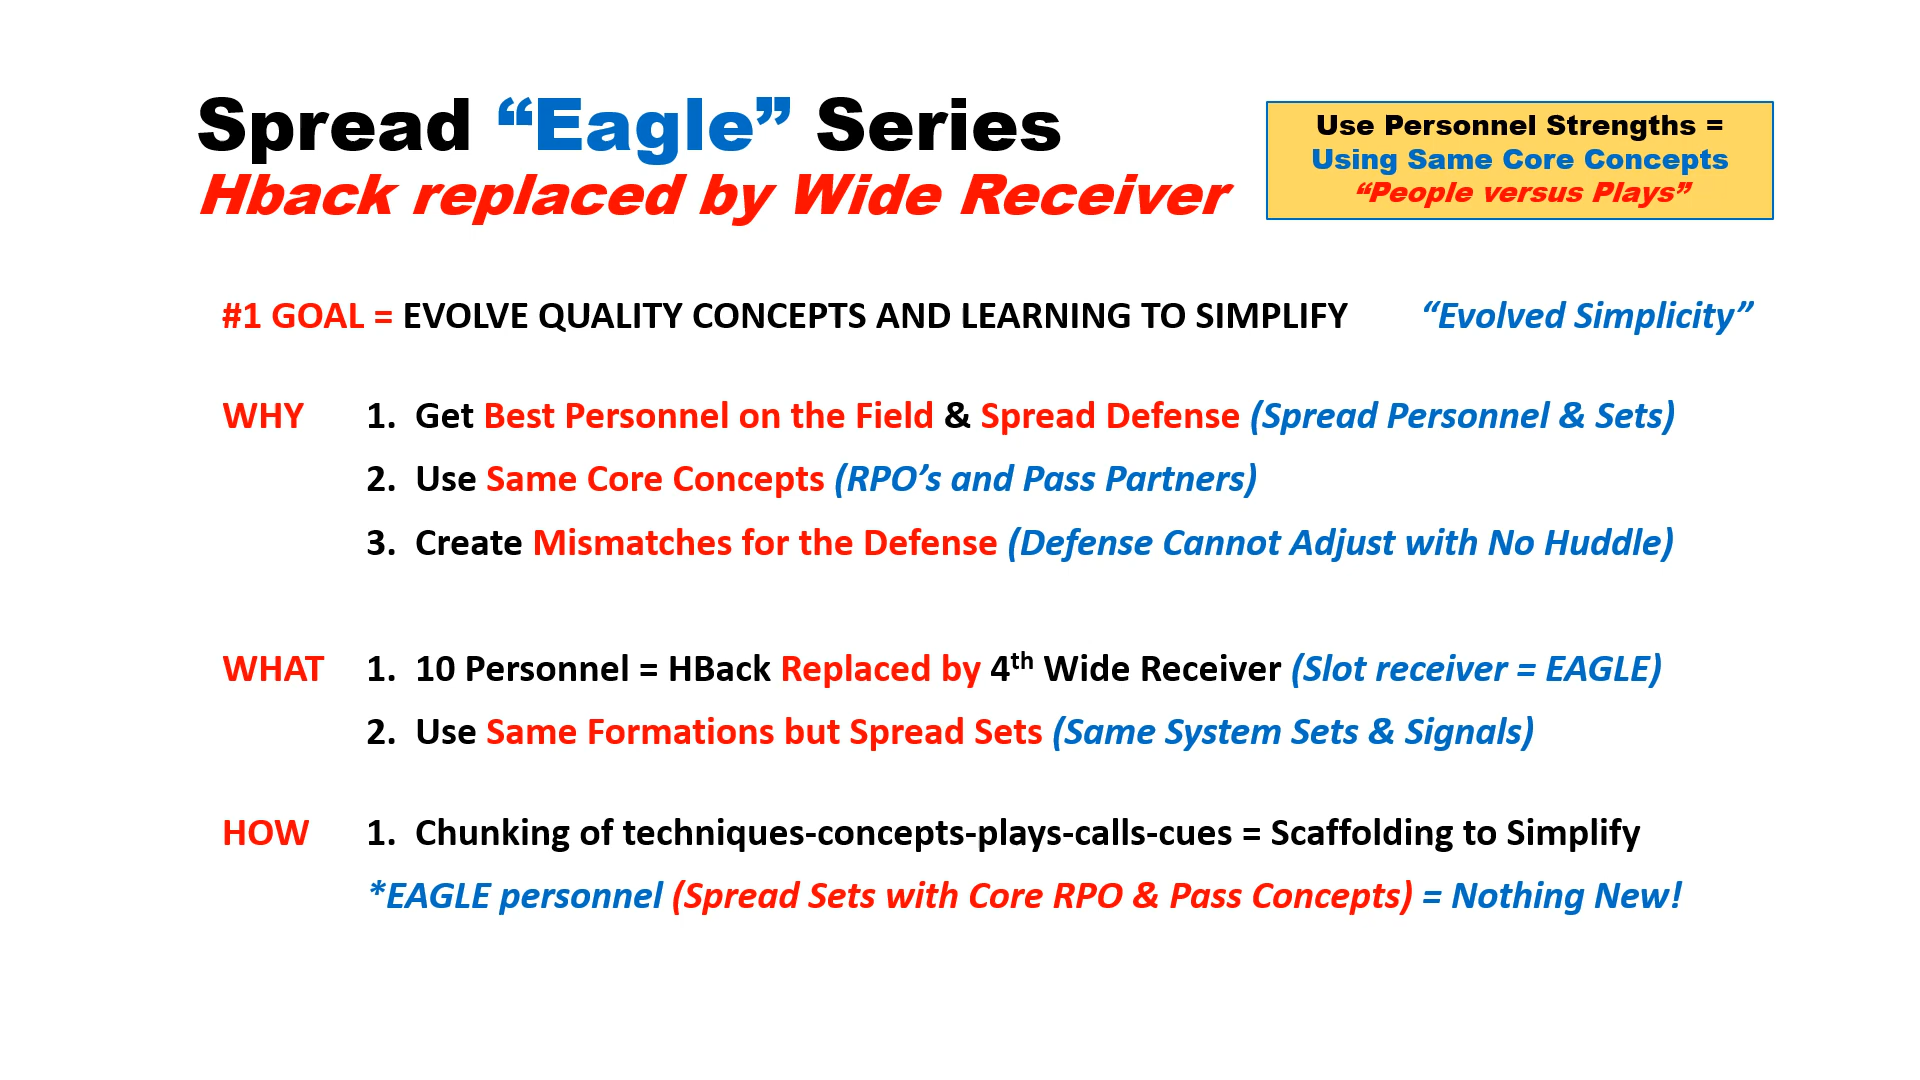 Spread “Eagle” Series
Hback replaced by Wide Receiver
Use Personnel Strengths =
Using Same Core Concepts
“People versus Plays”
#1 GOAL = EVOLVE QUALITY CONCEPTS AND LEARNING TO SIMPLIFY “Evolved Simplicity”
WHY 1. Get Best Personnel on the Field & Spread Defense (Spread Personnel & Sets)
2. Use Same Core Concepts (RPO’s and Pass Partners)
3. Create Mismatches for the Defense (Defense Cannot Adjust with No Huddle)
WHAT 1. 10 Personnel = HBack Replaced by 4th Wide Receiver (Slot receiver = EAGLE)
2. Use Same Formations but Spread Sets (Same System Sets & Signals)
HOW 1. Chunking of techniques-concepts-plays-calls-cues = Scaffolding to Simplify
*EAGLE personnel (Spread Sets with Core RPO & Pass Concepts) = Nothing New!